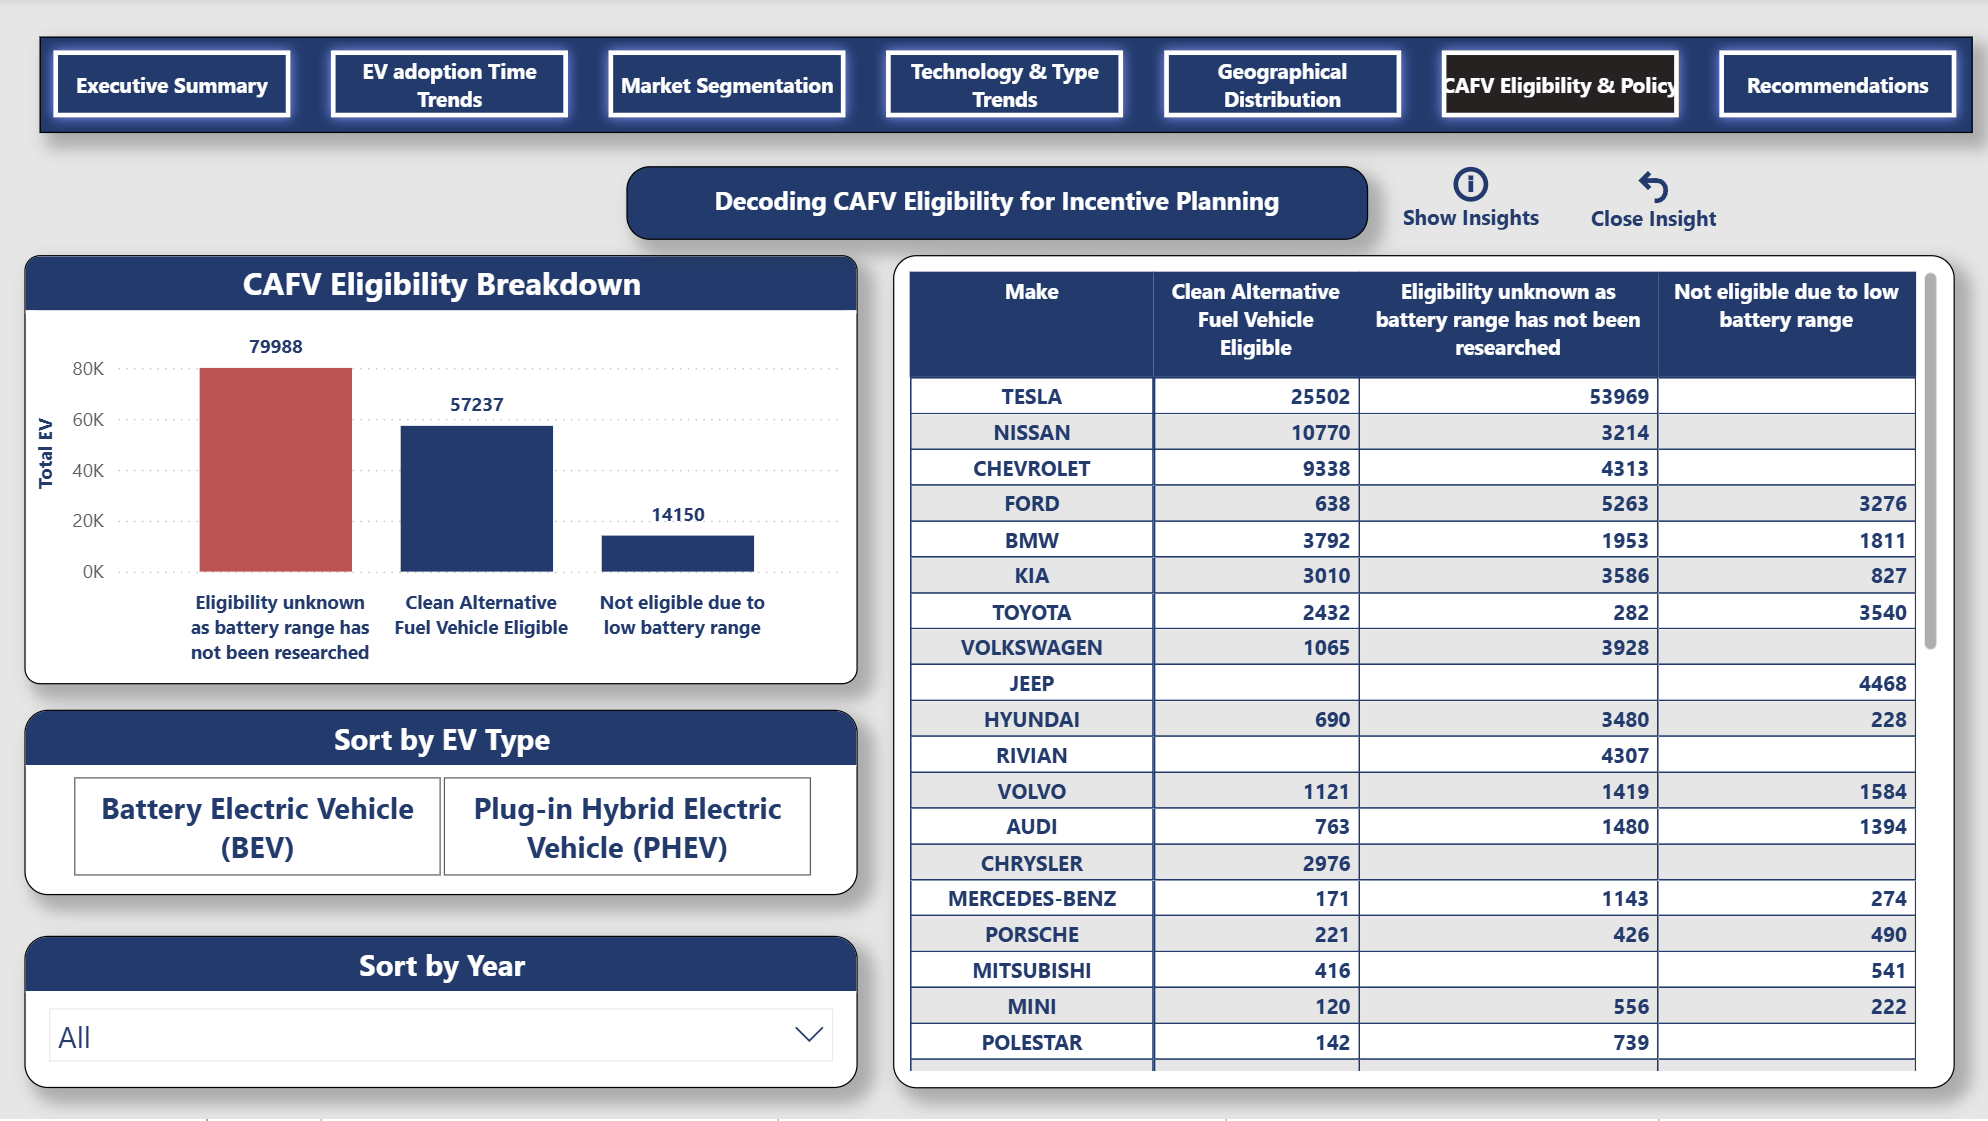 Executive Summary
EV adoption Time
Trends
Market Segmentation
Technology & Type
Trends
Geographical
Distribution
CAFV Eligibility & Policy
Recommendations
Decoding CAFV Eligibility for Incentive Planning
Show Insights
Close Insight
CAFV Eligibility Breakdown
Total EV
80K
60K
40K
20K
0K
79988
57237
14150
Eligibility unknown
as battery range has
not been researched
Clean Alternative
Fuel Vehicle Eligible
Not eligible due to
low battery range
Sort by EV Type
Battery Electric Vehicle
(BEV)
Plug-in Hybrid Electric
Vehicle (PHEV)
Sort by Year
All
Make
Clean Alternative
Fuel Vehicle
Eligible
Eligibility unknown as
battery range has not been
researched
Not eligible due to low
battery range
TESLA 25502 53969
NISSAN 10770 3214
CHEVROLET 9338 4313
FORD 638 5263 3276
BMW 3792 1953 1811
KIA 3010 3586 827
TOYOTA 2432 282 3540
VOLKSWAGEN 1065 3928
JEEP 4468
HYUNDAI 690 3480 228
RIVIAN 4307
VOLVO 1121 1419 1584
AUDI 763 1480 1394
CHRYSLER 2976
MERCEDES-BENZ 171 1143 274
PORSCHE 221 426 490
MITSUBISHI 416 541
MINI 120 556 222
POLESTAR 142 739